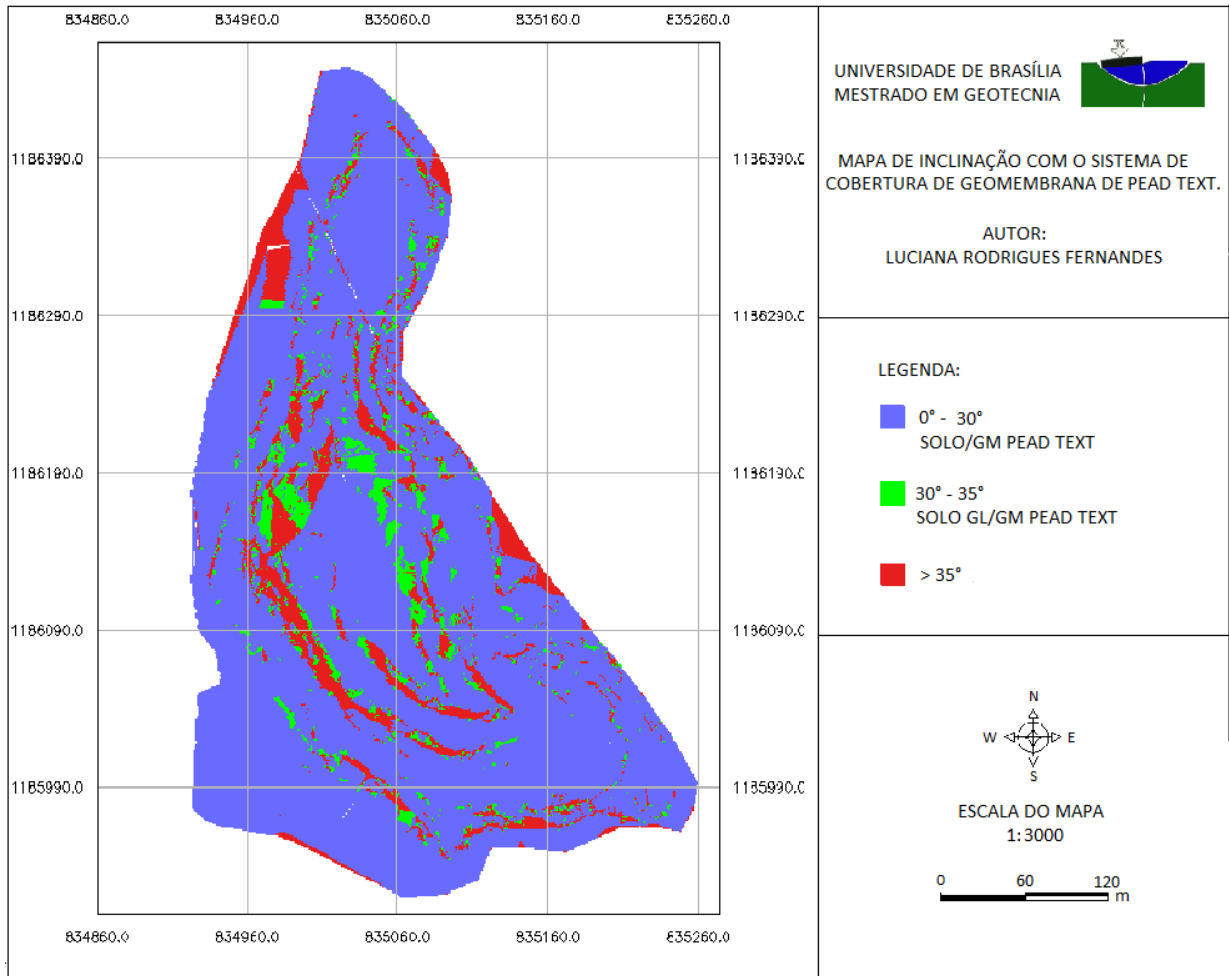 834860.0 834960.0 835060.0 835160.0 835260.0
1186390.0 1186390.0
1186290.0 1186290.0
1186190.0 1186190.0
1186090.0 1186090.0
1185990.0 1185990.0
834860.0 834960.0 835060.0 835160.0 835260.0
UNIVERSIDADE DE BRASÍLIA
MESTRADO EM GEOTECNIA
MAPA DE INCLINAÇÃO COM O SISTEMA DE
COBERTURA DE GEOMEMBRANA DE PEAD TEXT.
AUTOR:
LUCIANA RODRIGUES FERNANDES
LEGENDA:
0° - 30°
SOLO/GM PEAD TEXT
30° - 35°
SOLO GL/GM PEAD TEXT
> 35°
N
W E
S
ESCALA DO MAPA
1:3000
0 60 120
m